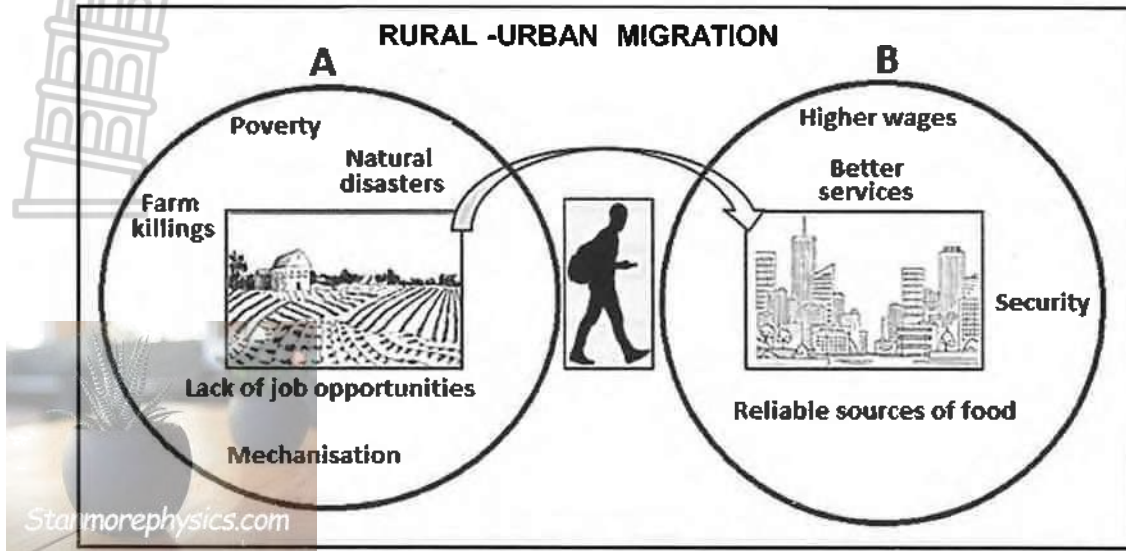 RURAL -URBAN MIGRATION
A
B
Poverty
Natural
disasters
Farm
killings
Lack of job opportunities
Mechanisation
Higher wages
Better
services
Security
Reliable sources of food
Stanmorephysics.com